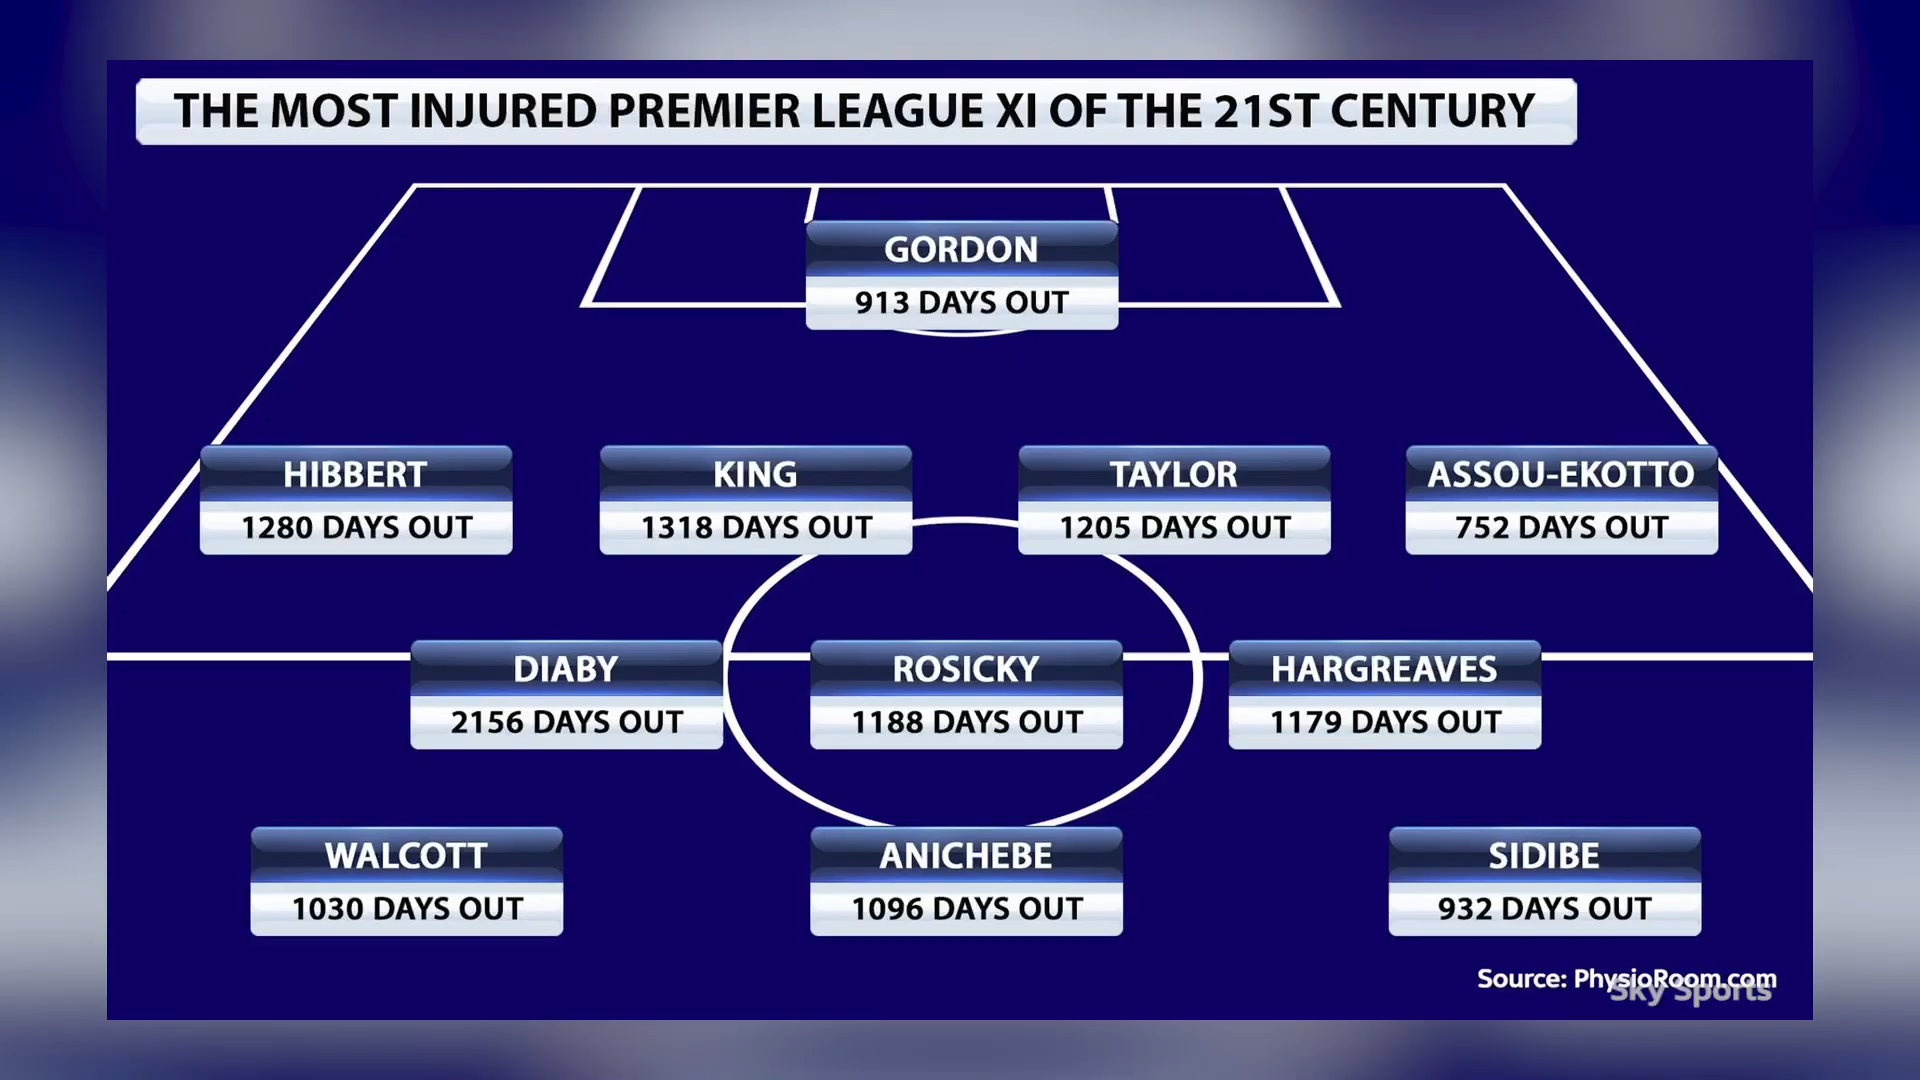 THE MOST INJURED PREMIER LEAGUE XI OF THE 21ST CENTURY
GORDON
913 DAYS OUT
HIBBERT
1280 DAYS OUT
KING
1318 DAYS OUT
TAYLOR
1205 DAYS OUT
ASSOU-EKOTTO
752 DAYS OUT
DIABY
2156 DAYS OUT
ROSICKY
1188 DAYS OUT
HARGREAVES
1179 DAYS OUT
WALCOTT
1030 DAYS OUT
ANICHEBE
1096 DAYS OUT
SIDIBE
932 DAYS OUT
Source: PhysioRoom.com
Sky Sports